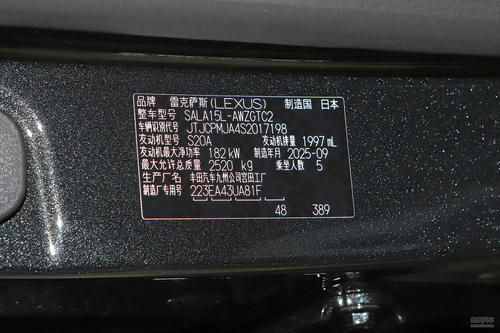 品牌 雷克萨斯(LEXUS) 制造国 日本
整车型号 SALA15L-AWZGTC2
车辆识别代号 JTJCPMJA4S2017198
发动机型号 S20A 发动机排量 1997 mL
发动机最大净功率 182 kW 制造年月 2025-09
最大允许总质量 2520 kg 乘坐人数 5
生产厂名 丰田汽车九州公司宫田工厂
制造厂专用号 223EA43UA81F
48 389